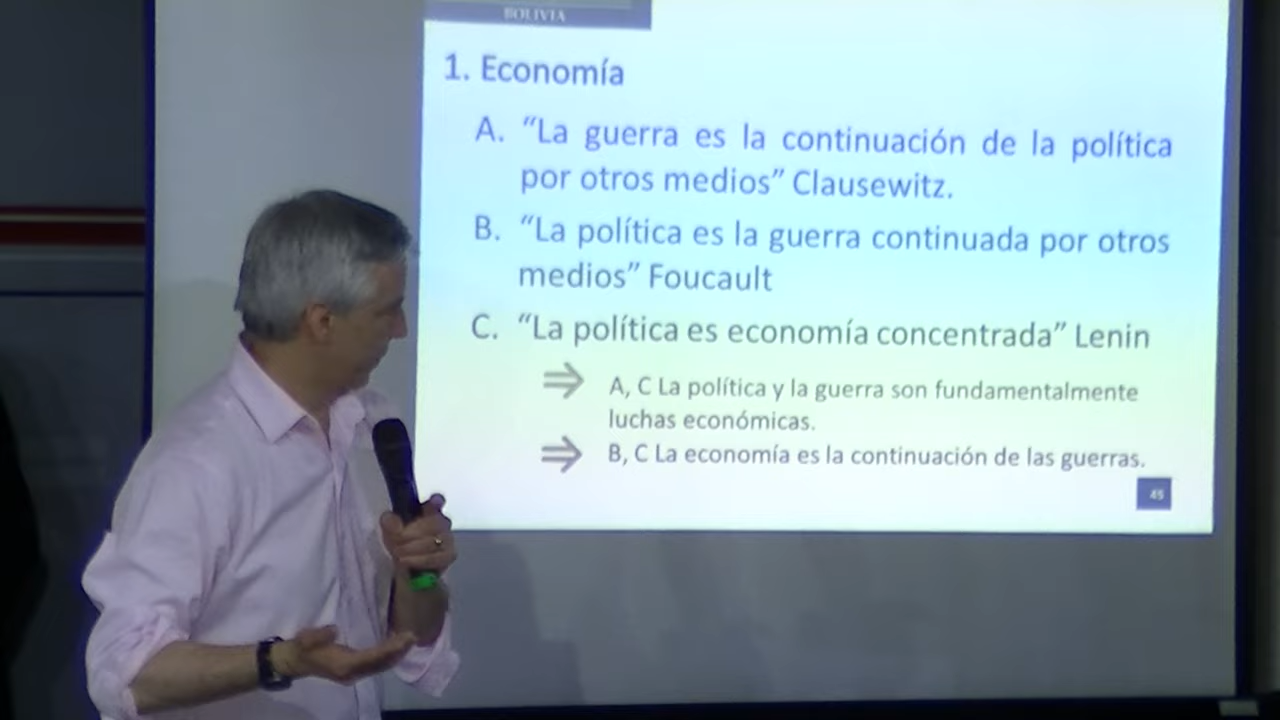 BOLIVIA
1. Economía
A. “La guerra es la continuación de la política
por otros medios” Clausewitz.
B. “La política es la guerra continuada por otros
medios” Foucault
C. “La política es economía concentrada” Lenin
⇒ A, C La política y la guerra son fundamentalmente
luchas económicas.
⇒ B, C La economía es la continuación de las guerras.
45